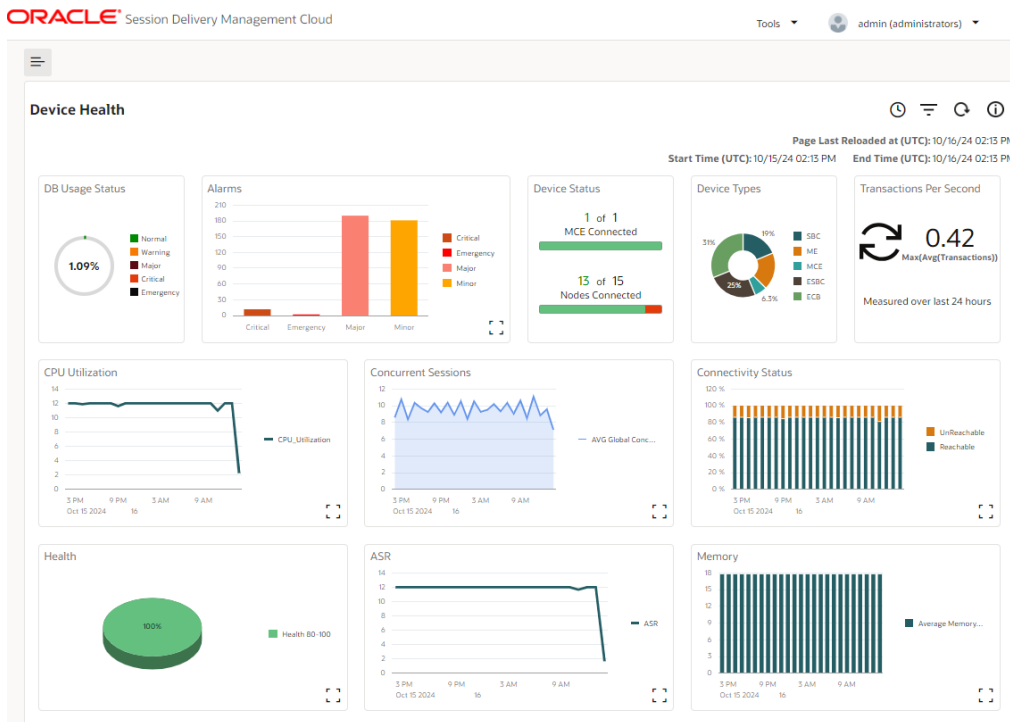 ORACLE® Session Delivery Management Cloud
Tools
admin (administrators)
Device Health
Page Last Reloaded at (UTC): 10/16/24 02:13 PM
Start Time (UTC): 10/15/24 02:13 PM End Time (UTC): 10/16/24 02:13 PM
DB Usage Status
1.09%
Normal
Warning
Major
Critical
Emergency
Alarms
210
180
150
120
90
60
30
0
Critical Emergency Major Minor
Critical
Emergency
Major
Minor
Device Status
1 of 1
MCE Connected
13 of 15
Nodes Connected
Device Types
19%
31%
25%
6.3%
SBC
ME
MCE
ESBC
ECB
Transactions Per Second
0.42
Max(Avg(Transactions))
Measured over last 24 hours
CPU Utilization
14
12
10
8
6
4
2
0
3 PM 9 PM 3 AM 9 AM
Oct 15 2024 16
CPU_Utilization
Concurrent Sessions
12
10
8
6
4
2
0
3 PM 9 PM 3 AM 9 AM
Oct 15 2024 16
AVG Global Conc...
Connectivity Status
120 %
100 %
80 %
60 %
40 %
20 %
0 %
3 PM 9 PM 3 AM 9 AM
Oct 15 2024 16
UnReachable
Reachable
Health
100%
Health 80-100
ASR
14
12
10
8
6
4
2
0
3 PM 9 PM 3 AM 9 AM
Oct 15 2024 16
ASR
Memory
18
15
12
9
6
3
0
3 PM 9 PM 3 AM 9 AM
Oct 15 2024 16
Average Memory...